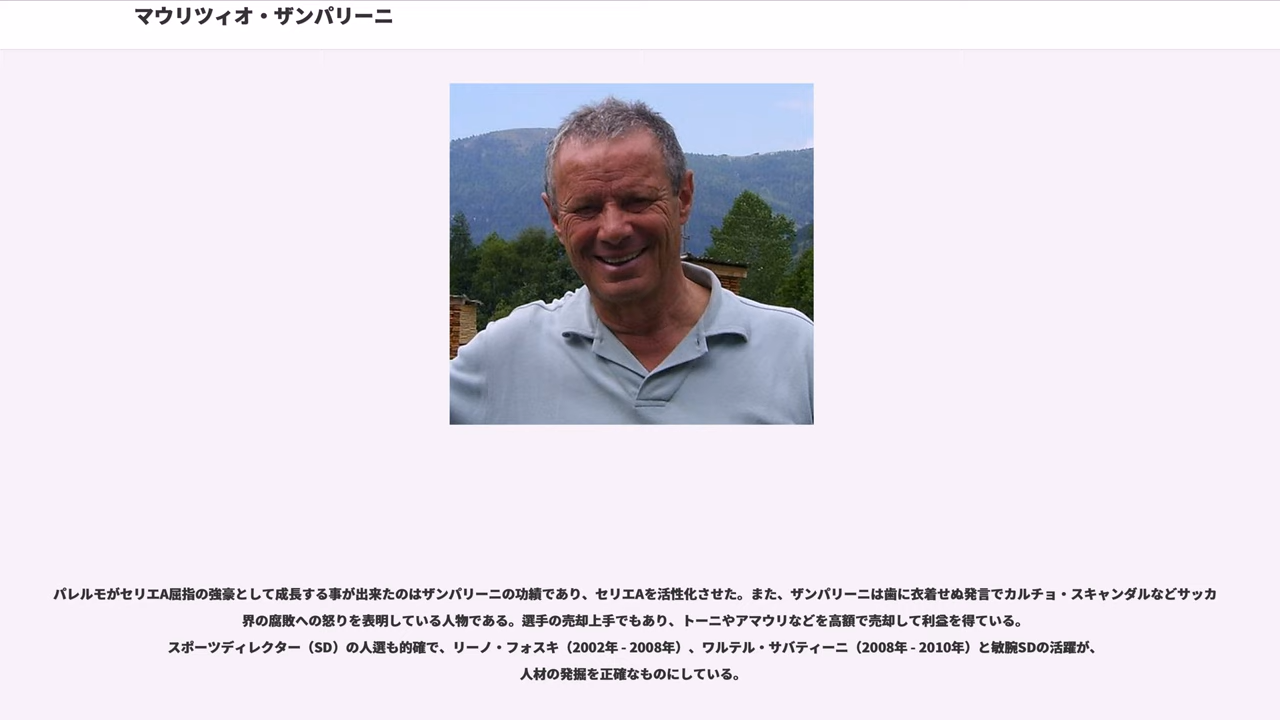 マウリツィオ・ザンパリーニ
パレルモがセリエA屈指の強豪として成長する事が出来たのはザンパリーニの功績であり、セリエAを活性化させた。また、ザンパリーニは歯に衣着せぬ発言でカルチョ・スキャンダルなどサッカ
界の腐敗への怒りを表明している人物である。選手の売却上手でもあり、トーニやアマウリなどを高額で売却して利益を得ている。
スポーツディレクター（SD）の人選も的確で、リーノ・フォスキ（2002年 - 2008年）、ワルテル・サバティーニ（2008年 - 2010年）と敏腕SDの活躍が、
人材の発掘を正確なものにしている。